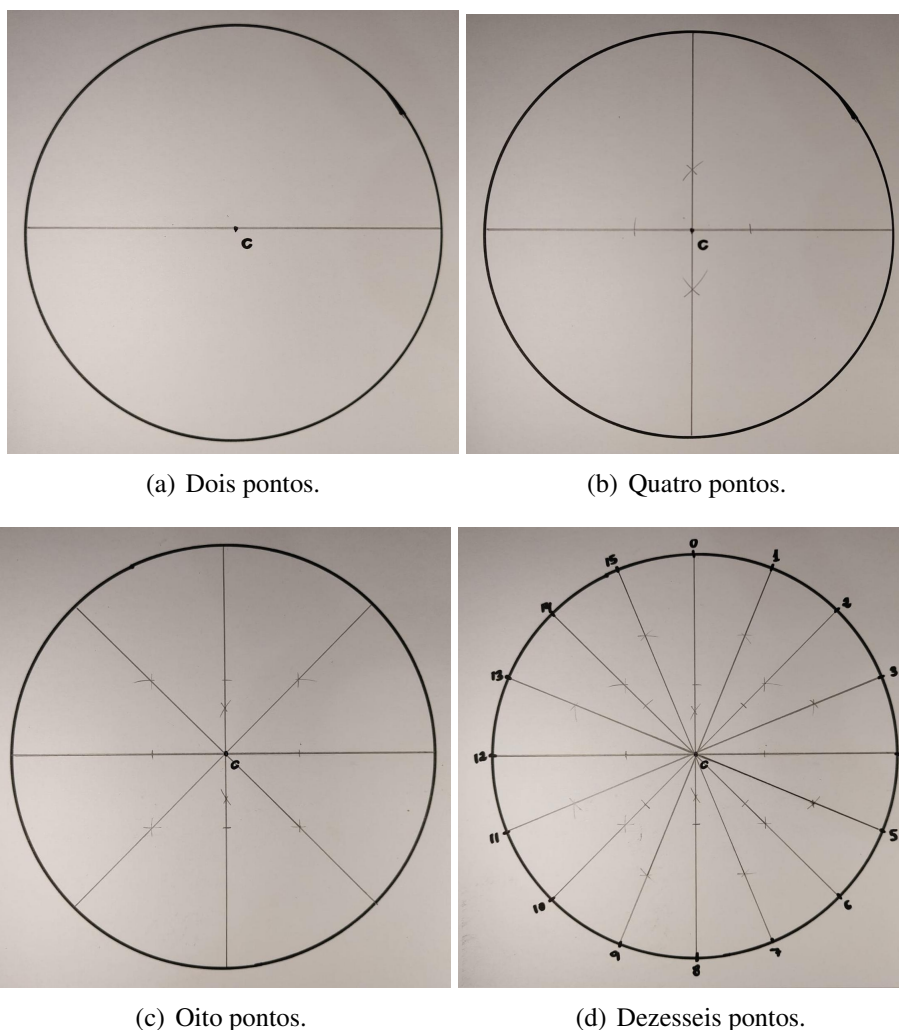 C
C
(a) Dois pontos.
(b) Quatro pontos.
C
0
1
2
3
5
6
7
8
9
10
11
12
13
14
15
C
(c) Oito pontos.
(d) Dezesseis pontos.